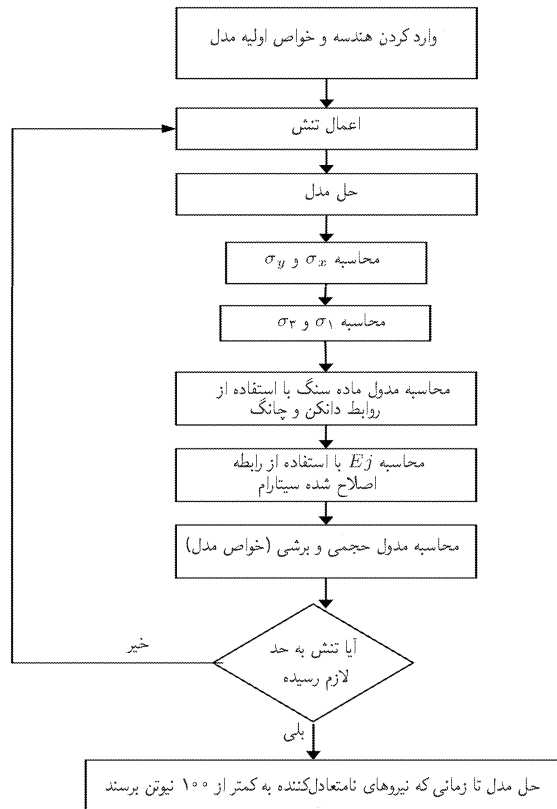 وارد کردن هندسه و خواص اولیه مدل
اعمال تنش
حل مدل
محاسبه σx و σy
محاسبه σ۱ و σ۳
محاسبه مدول ماده سنگ با استفاده از
روابط دانکن و چانگ
محاسبه Ej با استفاده از رابطه
اصلاح شده سیتارام
محاسبه مدول حجمی و برشی (خواص مدل)
آیا تنش به حد
لازم رسیده
خیر
بلی
حل مدل تا زمانی که نیروهای نامتعادل‌کننده به کمتر از ۱۰۰ نیوتن برسند